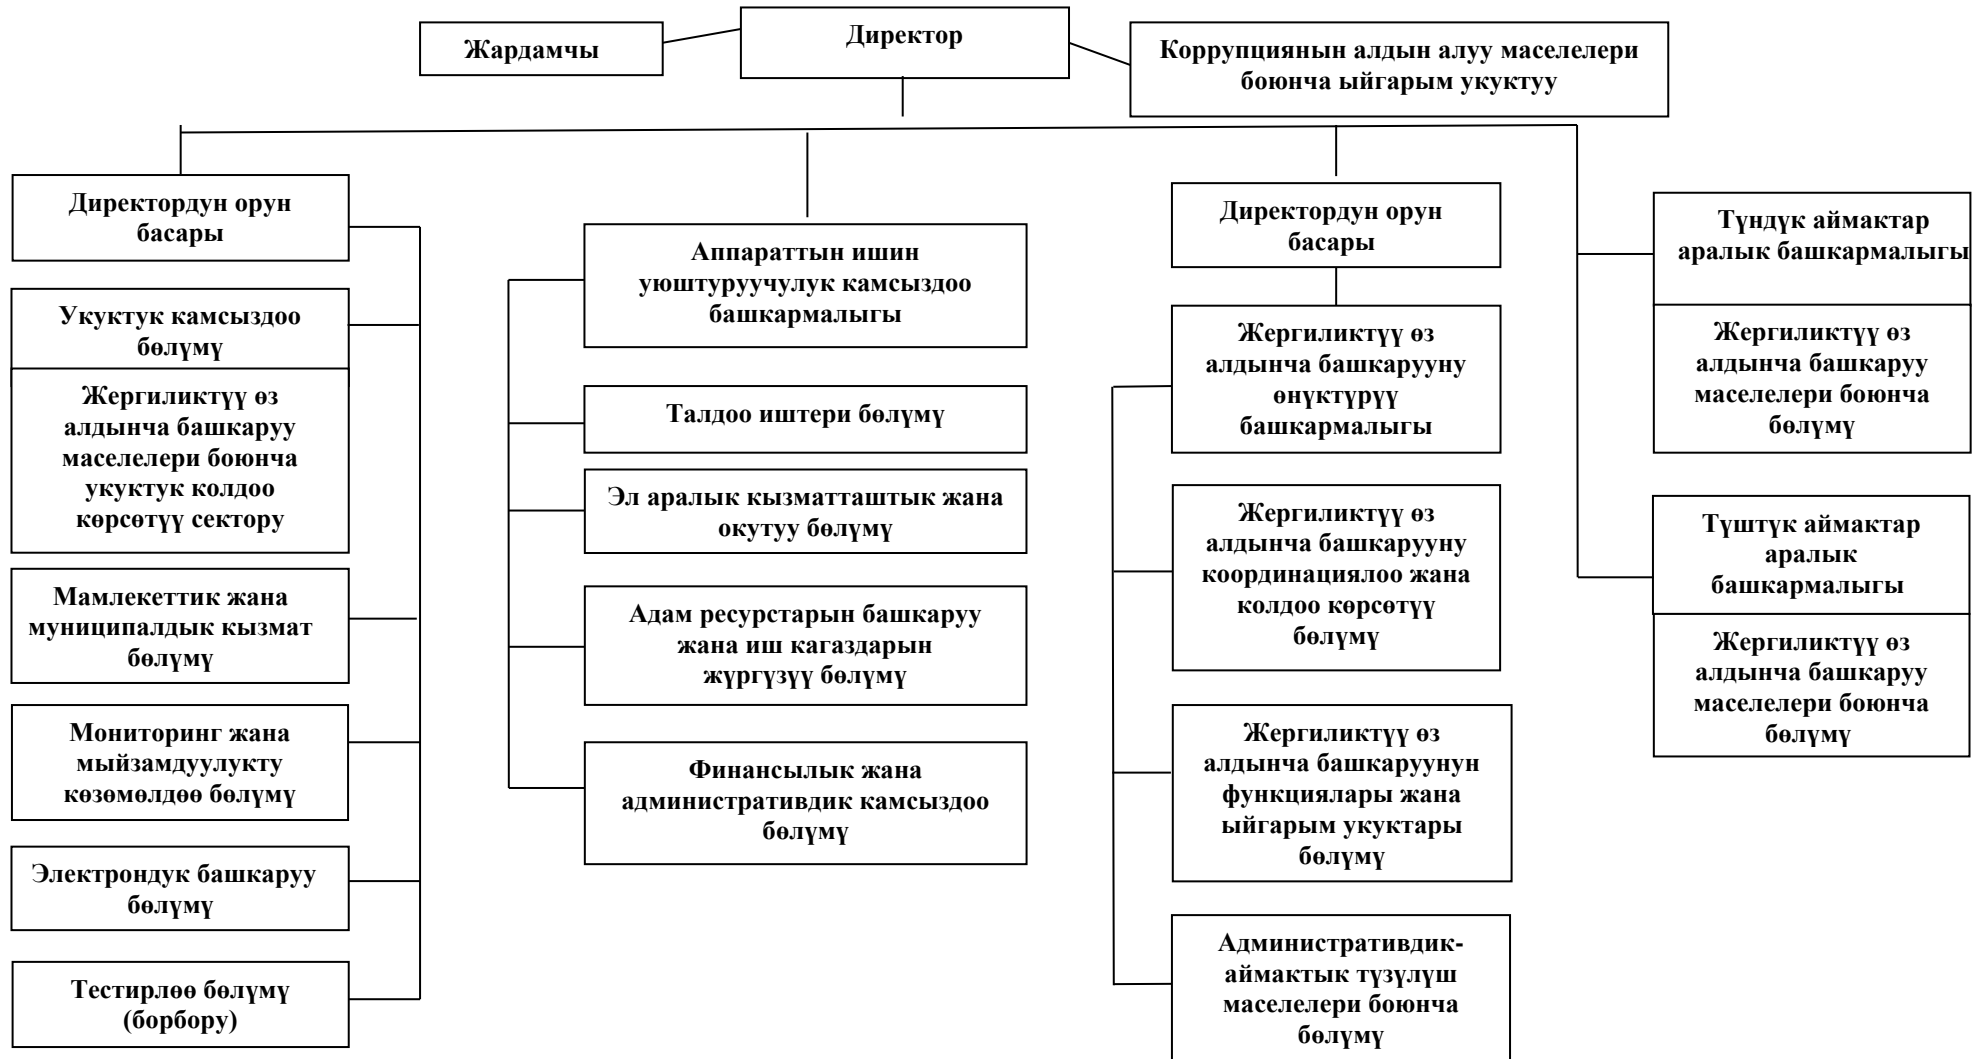 Жардамчы
Директор
Коррупциянын алдын алуу маселелери
боюнча ыйгарым укуктуу
Директордун орун
басары
Укуктук камсыздоо
бөлүмү
Жергиликтүү өз
алдынча башкаруу
маселелери боюнча
укуктук колдоо
көрсөтүү сектору
Мамлекеттик жана
муниципалдык кызмат
бөлүмү
Мониторинг жана
мыйзамдуулукту
көзөмөлдөө бөлүмү
Электрондук башкаруу
бөлүмү
Тестирлөө бөлүмү
(борбору)
Аппараттын ишин
уюштуруучулук камсыздоо
башкармалыгы
Талдоо иштери бөлүмү
Эл аралык кызматташтык жана
окутуу бөлүмү
Адам ресурстарын башкаруу
жана иш кагаздарын
жүргүзүү бөлүмү
Финансылык жана
административдик камсыздоо
бөлүмү
Директордун орун
басары
Жергиликтүү өз
алдынча башкарууну
өнүктүрүү
башкармалыгы
Жергиликтүү өз
алдынча башкарууну
координациялоо жана
колдоо көрсөтүү
бөлүмү
Жергиликтүү өз
алдынча башкаруунун
функциялары жана
ыйгарым укуктары
бөлүмү
Административдик-
аймактык түзүлүш
маселелери боюнча
бөлүмү
Түндүк аймактар
аралык башкармалыгы
Жергиликтүү өз
алдынча башкаруу
маселелери боюнча
бөлүмү
Түштүк аймактар
аралык
башкармалыгы
Жергиликтүү өз
алдынча башкаруу
маселелери боюнча
бөлүмү